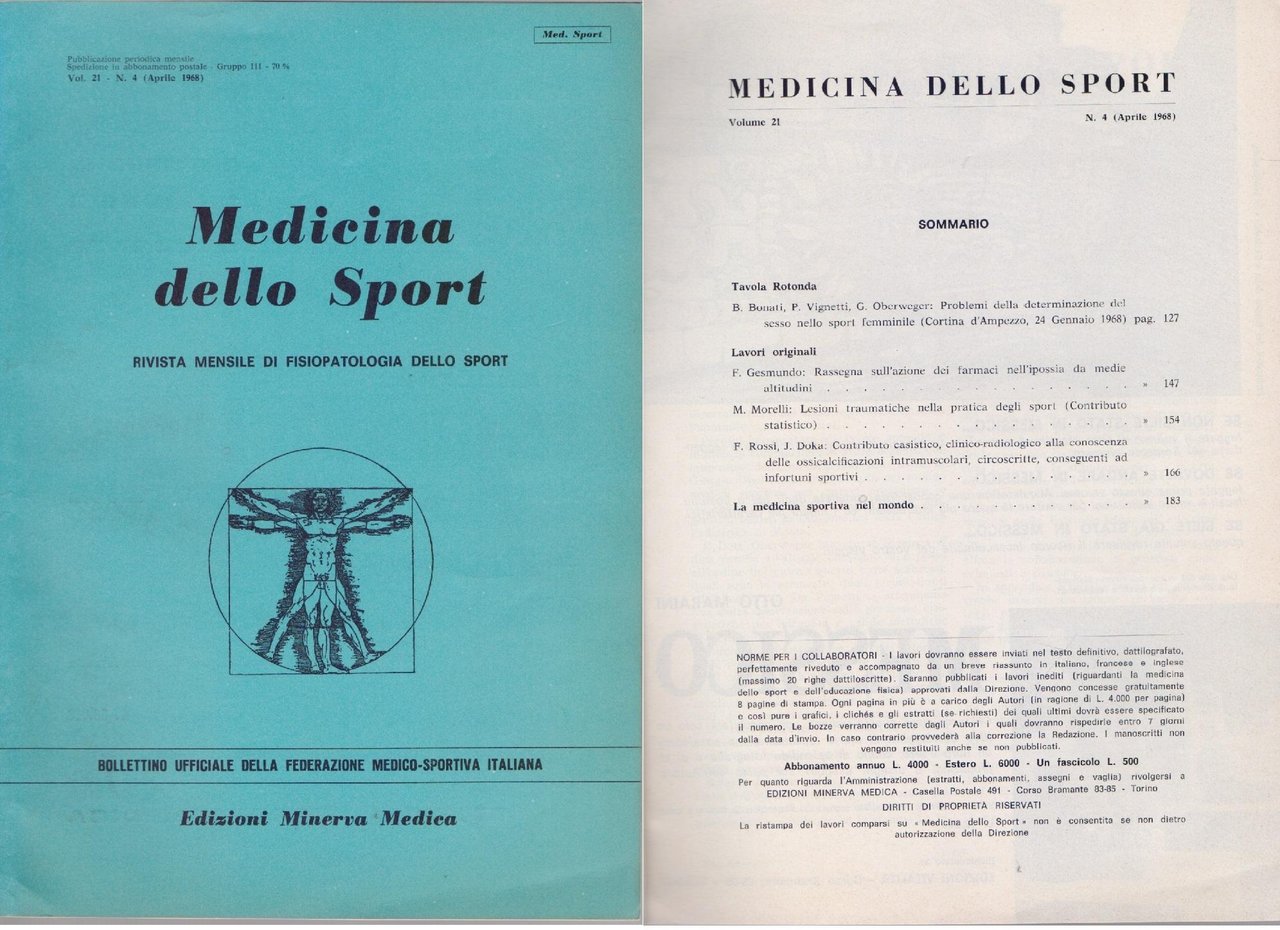 Med. Sport
Pubblicazione periodica mensile
Spedizione in abbonamento postale - Gruppo 111 - 70 %
Vol. 21 - N. 4 (Aprile 1968)
Medicina
dello Sport
RIVISTA MENSILE DI FISIOPATOLOGIA DELLO SPORT
BOLLETTINO UFFICIALE DELLA FEDERAZIONE MEDICO-SPORTIVA ITALIANA
Edizioni Minerva Medica
MEDICINA DELLO SPORT
Volume 21
N. 4 (Aprile 1968)
SOMMARIO
Tavola Rotonda
B. Bonati, P. Vignetti, G. Oberweger: Problemi della determinazione del
sesso nello sport femminile (Cortina d'Ampezzo, 24 Gennaio 1968) pag. 127
Lavori originali
F. Gesmundo: Rassegna sull'azione dei farmaci nell'ipossia da medie
altitudini . . . . . . . . . . . . . . . . » 147
M. Morelli: Lesioni traumatiche nella pratica degli sport (Contributo
statistico) . . . . . . . . . . . . . . . . » 154
F. Rossi, J. Doka: Contributo casistico, clinico-radiologico alla conoscenza
delle ossicalcificazioni intramuscolari, circoscritte, conseguenti ad
infortuni sportivi . . . . . . . . . . . . . . » 166
La medicina sportiva nel mondo . . . . . . . . . . . . » 183
NORME PER I COLLABORATORI - I lavori dovranno essere inviati nel testo definitivo, dattilografato,
perfettamente riveduto e accompagnato da un breve riassunto in italiano, francese e inglese
(massimo 20 righe dattiloscritte). Saranno pubblicati i lavori inediti (riguardanti la medicina
dello sport e dell'educazione fisica) approvati dalla Direzione. Vengono concesse gratuitamente
8 pagine di stampa. Ogni pagina in più è a carico degli Autori (in ragione di L. 4.000 per pagina)
e così pure i grafici, i clichés e gli estratti (se richiesti) dei quali ultimi dovrà essere specificato
il numero. Le bozze verranno corrette dagli Autori i quali dovranno rispedirle entro 7 giorni
dalla data d'invio. In caso contrario provvederà alla correzione la Redazione. I manoscritti non
vengono restituiti anche se non pubblicati.
Abbonamento annuo L. 4000 - Estero L. 6000 - Un fascicolo L. 500
Per quanto riguarda l'Amministrazione (estratti, abbonamenti, assegni e vaglia) rivolgersi a
EDIZIONI MINERVA MEDICA - Casella Postale 491 - Corso Bramante 83-85 - Torino
DIRITTI DI PROPRIETÀ RISERVATI
La ristampa dei lavori comparsi su « Medicina dello Sport » non è consentita se non dietro
autorizzazione della Direzione